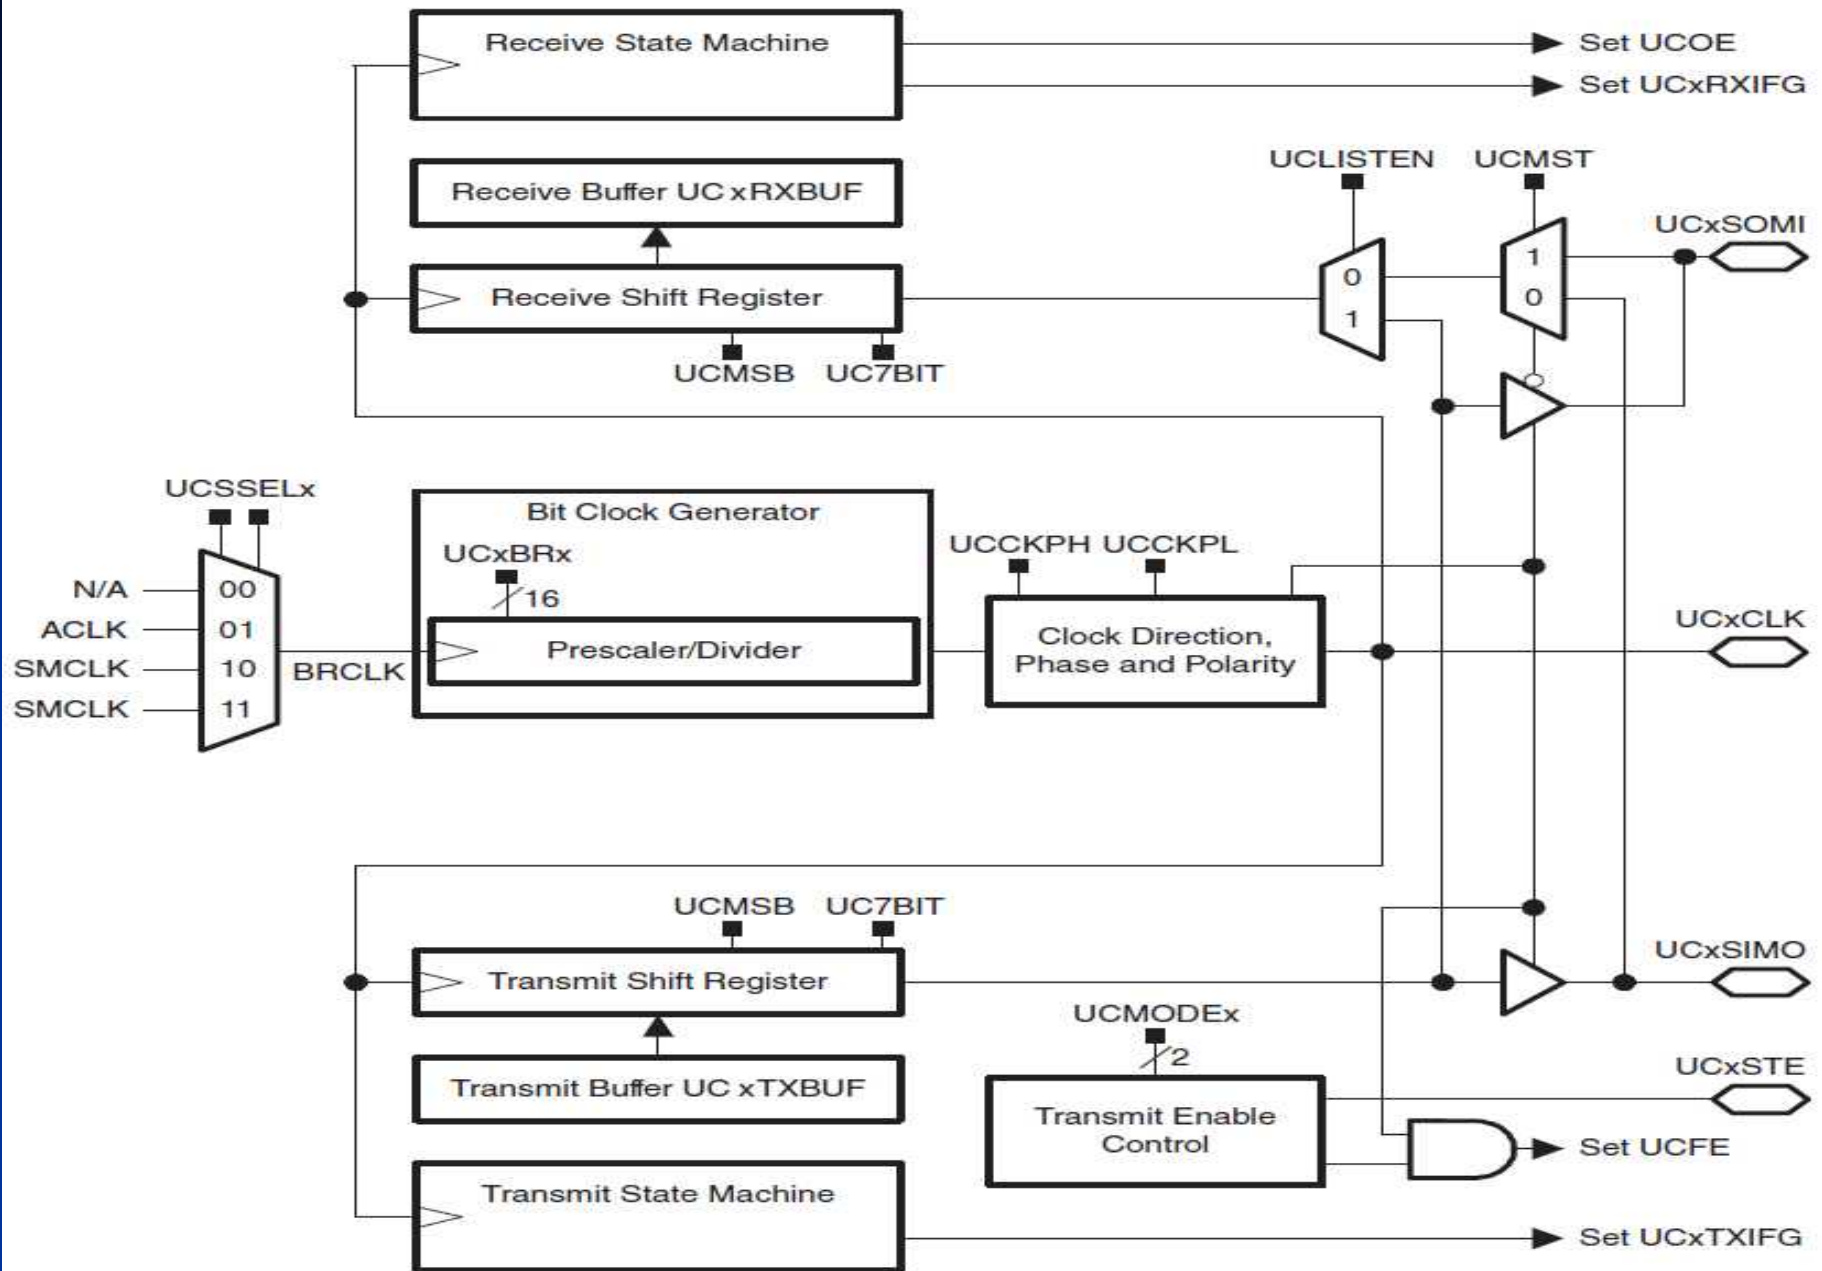 Receive State Machine
Set UCOE
Set UCxRXIFG
UCLISTEN
UCMST
Receive Buffer UC xRXBUF
UCxSOMI
1
0
0
1
Receive Shift Register
UCMSB
UC7BIT
UCSSELx
Bit Clock Generator
UCxBRx
16
UCCKPH
UCCKPL
N/A
00
ACLK
01
SMCLK
10
SMCLK
11
BRCLK
Prescaler/Divider
Clock Direction,
Phase and Polarity
UCxCLK
UCMSB
UC7BIT
Transmit Shift Register
UCxSIMO
UCMODEx
2
Transmit Buffer UC xTXBUF
Transmit Enable
Control
UCxSTE
Set UCFE
Transmit State Machine
Set UCxTXIFG